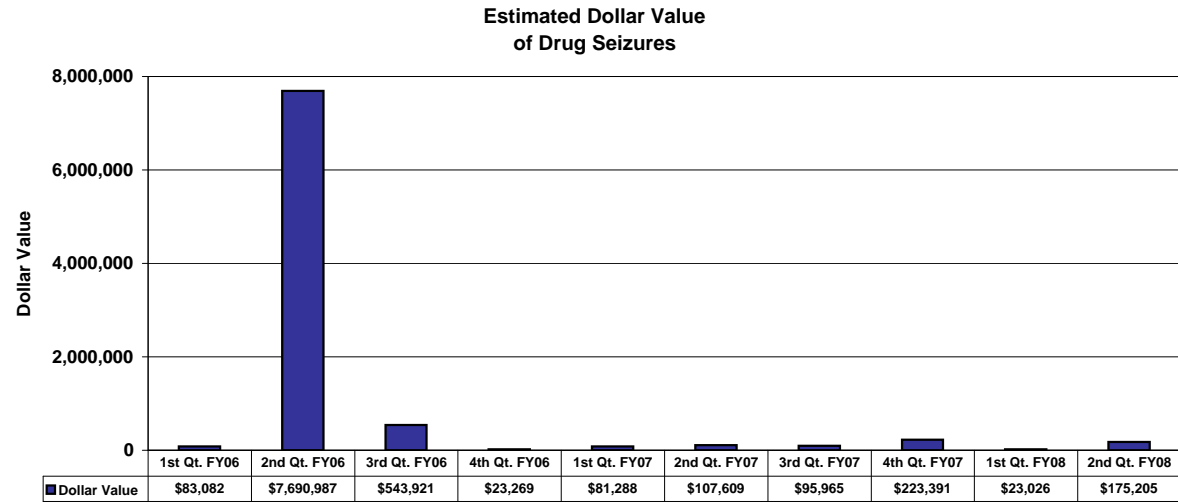 Estimated Dollar Value
of Drug Seizures
8,000,000
6,000,000
4,000,000
2,000,000
0
Dollar Value
1st Qt. FY06 2nd Qt. FY06 3rd Qt. FY06 4th Qt. FY06 1st Qt. FY07 2nd Qt. FY07 3rd Qt. FY07 4th Qt. FY07 1st Qt. FY08 2nd Qt. FY08
Dollar Value $83,082 $7,690,987 $543,921 $23,269 $81,288 $107,609 $95,965 $223,391 $23,026 $175,205